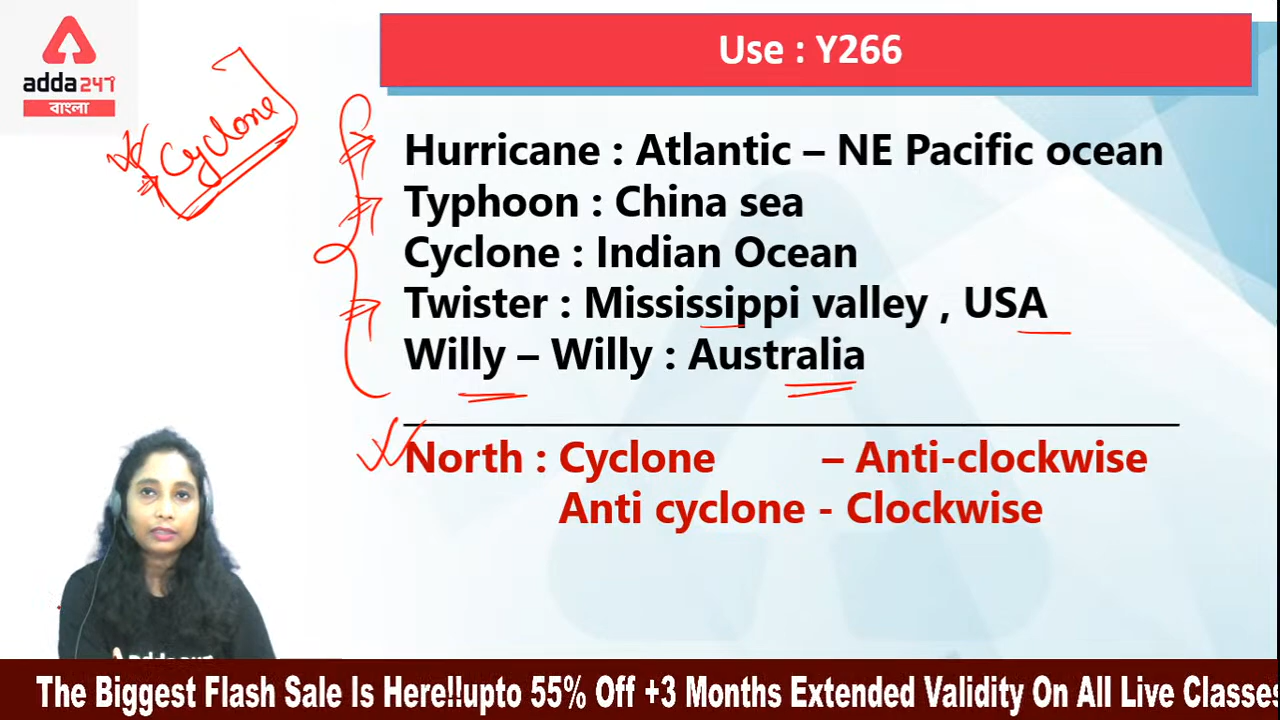 adda247
বাংলা
Cyclone
Use : Y266
Hurricane : Atlantic – NE Pacific ocean
Typhoon : China sea
Cyclone : Indian Ocean
Twister : Mississippi valley , USA
Willy – Willy : Australia
North : Cyclone – Anti-clockwise
Anti cyclone - Clockwise
The Biggest Flash Sale Is Here!!upto 55% Off +3 Months Extended Validity On All Live Classes